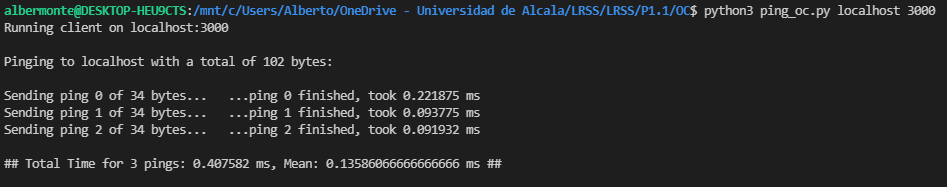 albermonte@DESKTOP-HEU9CTS:/mnt/c/Users/Alberto/OneDrive - Universidad de Alcala/LRSS/LRSS/P1.1/OC$ python3 ping_oc.py localhost 3000
Running client on localhost:3000
Pinging to localhost with a total of 102 bytes:
Sending ping 0 of 34 bytes...   ...ping 0 finished, took 0.221875 ms
Sending ping 1 of 34 bytes...   ...ping 1 finished, took 0.093775 ms
Sending ping 2 of 34 bytes...   ...ping 2 finished, took 0.091932 ms
## Total Time for 3 pings: 0.407582 ms, Mean: 0.13586066666666666 ms ##